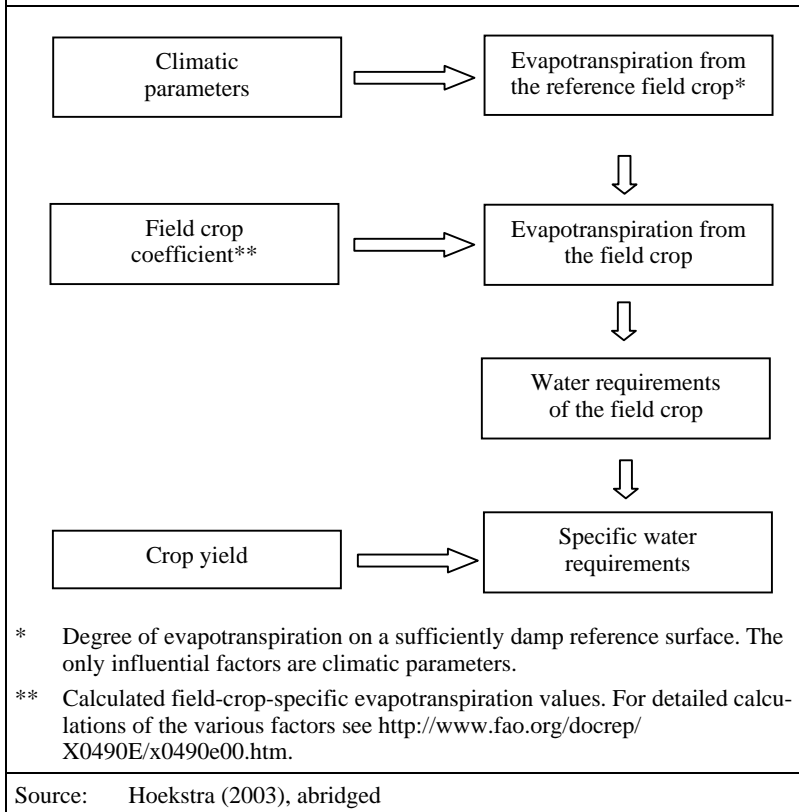 Climatic
parameters
Evapotranspiration from
the reference field crop*
Field crop
coefficient**
Evapotranspiration from
the field crop
Water requirements
of the field crop
Crop yield
Specific water
requirements
* Degree of evapotranspiration on a sufficiently damp reference surface. The
only influential factors are climatic parameters.
** Calculated field-crop-specific evapotranspiration values. For detailed calcu-
lations of the various factors see http://www.fao.org/docrep/
X0490E/x0490e00.htm.
Source: Hoekstra (2003), abridged